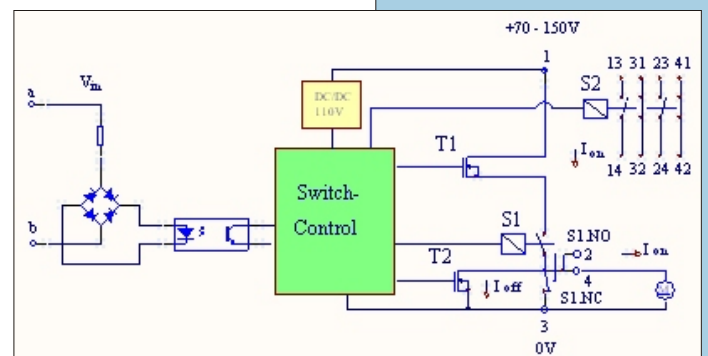 +70 - 150V
1
13 31 23 41
S2
a
Vm
DC/DC
110V
T1
Ion
14 32 24 42
Switch-
Control
b
S1
S1.NO
2
Ion
T2
4
Ioff
S1.NC
3
0V